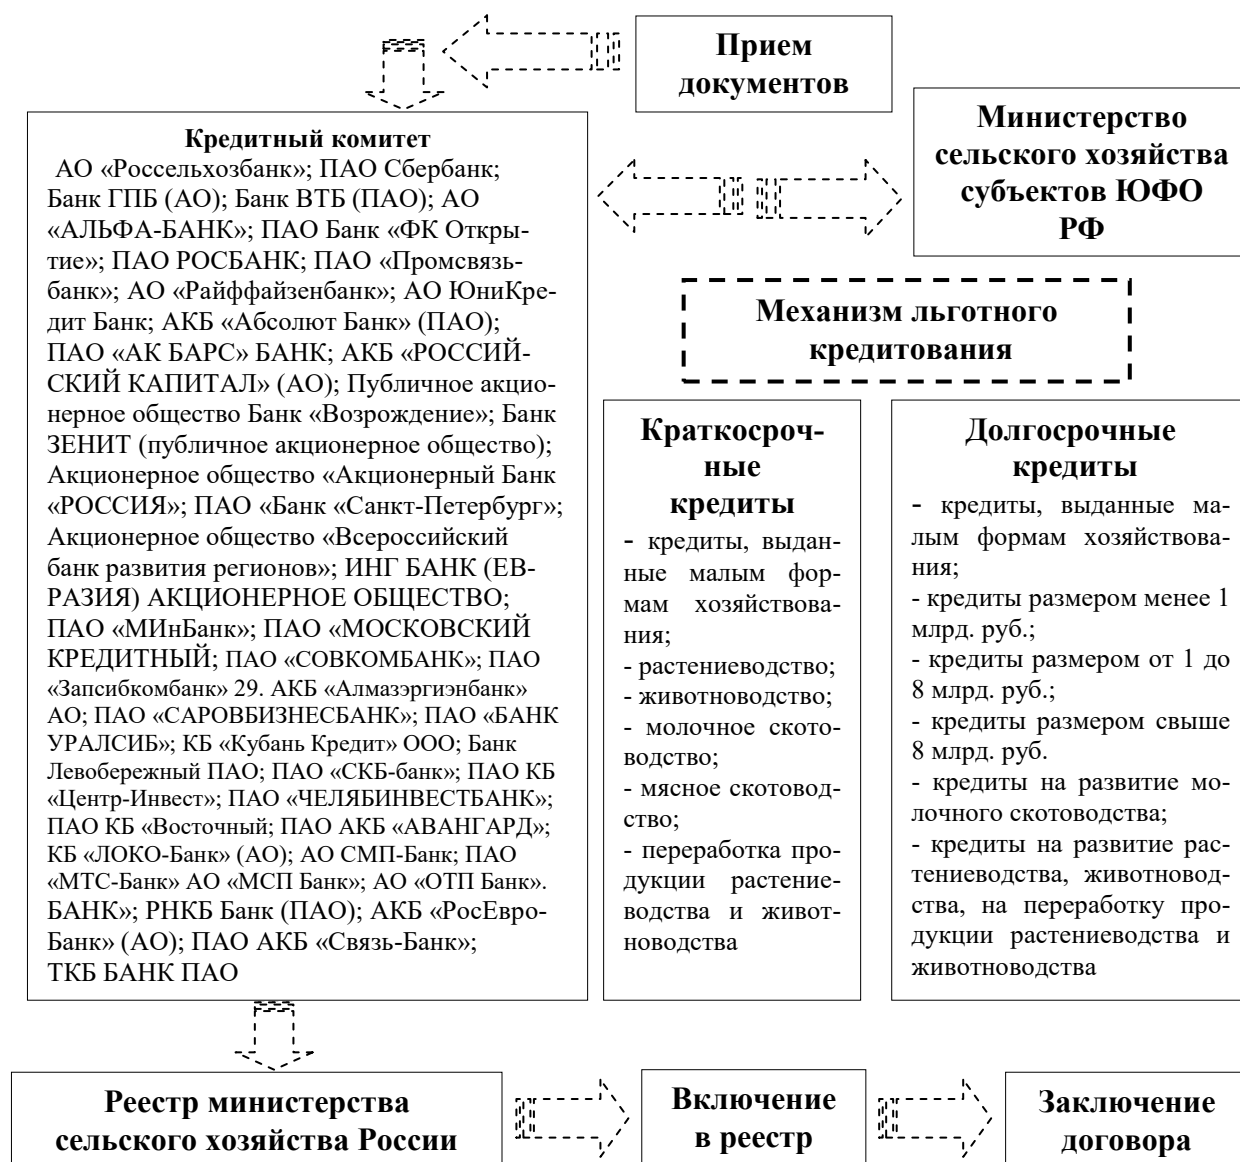 Прием
документов
Министерство
сельского хозяйства
субъектов ЮФО
РФ
Кредитный комитет
АО «Россельхозбанк»; ПАО Сбербанк;
Банк ГПБ (АО); Банк ВТБ (ПАО); АО
«АЛЬФА-БАНК»; ПАО Банк «ФК Откры-
тие»; ПАО РОСБАНК; ПАО «Промсвязь-
банк»; АО «Райффайзенбанк»; АО ЮниКре-
дит Банк; АКБ «Абсолют Банк» (ПАО);
ПАО «АК БАРС» БАНК; АКБ «РОССИЙ-
СКИЙ КАПИТАЛ» (АО); Публичное акцио-
нерное общество Банк «Возрождение»; Банк
ЗЕНИТ (публичное акционерное общество);
Акционерное общество «Акционерный Банк
«РОССИЯ»; ПАО «Банк «Санкт-Петербург»;
Акционерное общество «Всероссийский
банк развития регионов»; ИНГ БАНК (ЕВ-
РАЗИЯ) АКЦИОНЕРНОЕ ОБЩЕСТВО;
ПАО «МИнБанк»; ПАО «МОСКОВСКИЙ
КРЕДИТНЫЙ; ПАО «СОВКОМБАНК»; ПАО
«Запсибкомбанк» 29. АКБ «Алмазэргиэнбанк»
АО; ПАО «САРОВБИЗНЕСБАНК»; ПАО «БАНК
УРАЛСИБ»; КБ «Кубань Кредит» ООО; Банк
Левобережный ПАО; ПАО «СКБ-банк»; ПАО КБ
«Центр-Инвест»; ПАО «ЧЕЛЯБИНВЕСТБАНК»;
ПАО КБ «Восточный; ПАО АКБ «АВАНГАРД»;
КБ «ЛОКО-Банк» (АО); АО СМП-Банк; ПАО
«МТС-Банк» АО «МСП Банк»; АО «ОТП Банк».
БАНК»; РНКБ Банк (ПАО); АКБ «РосЕвро-
Банк» (АО); ПАО АКБ «Связь-Банк»;
ТКБ БАНК ПАО
Механизм льготного
кредитования
Краткосроч-
ные
кредиты
- кредиты, выдан-
ные малым фор-
мам хозяйствова-
ния;
- растениеводство;
- животноводство;
- молочное ското-
водство;
- мясное скотовод-
ство;
- переработка про-
дукции растение-
водства и живот-
новодства
Долгосрочные
кредиты
- кредиты, выданные ма-
лым формам хозяйствова-
ния;
- кредиты размером менее 1
млрд. руб.;
- кредиты размером от 1 до
8 млрд. руб.;
- кредиты размером свыше
8 млрд. руб.
- кредиты на развитие мо-
лочного скотоводства;
- кредиты на развитие рас-
тениеводства, животновод-
ства, на переработку про-
дукции растениеводства и
животноводства
Реестр министерства
сельского хозяйства России
Включение
в реестр
Заключение
договора